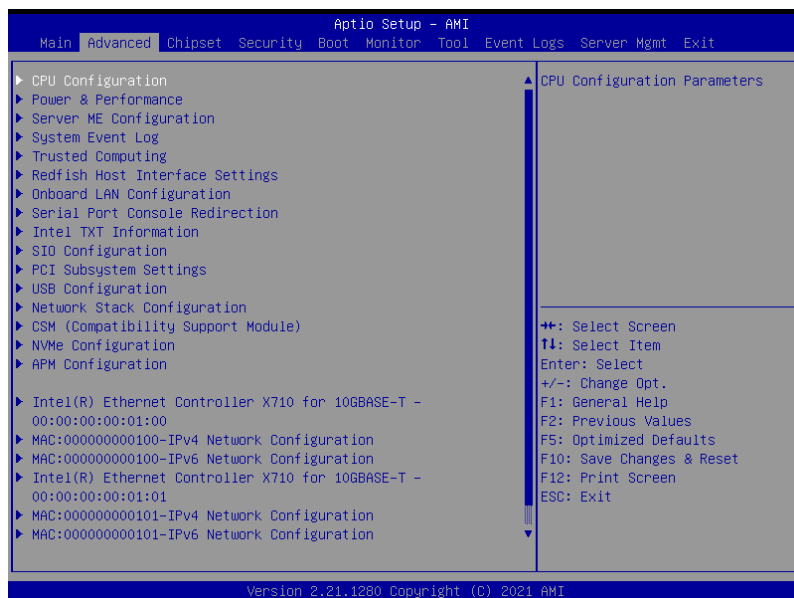 Aptio Setup – AMI
Main Advanced Chipset Security Boot Monitor Tool Event Logs Server Mgmt Exit
CPU Configuration
Power & Performance
Server ME Configuration
System Event Log
Trusted Computing
Redfish Host Interface Settings
Onboard LAN Configuration
Serial Port Console Redirection
Intel TXT Information
SIO Configuration
PCI Subsystem Settings
USB Configuration
Network Stack Configuration
CSM (Compatibility Support Module)
NVMe Configuration
APM Configuration
Intel(R) Ethernet Controller X710 for 10GBASE-T –
00:00:00:00:01:00
MAC:000000000100-IPv4 Network Configuration
MAC:000000000100-IPv6 Network Configuration
Intel(R) Ethernet Controller X710 for 10GBASE-T –
00:00:00:00:01:01
MAC:000000000101-IPv4 Network Configuration
MAC:000000000101-IPv6 Network Configuration
CPU Configuration Parameters
→←: Select Screen
↑↓: Select Item
Enter: Select
+/-: Change Opt.
F1: General Help
F2: Previous Values
F5: Optimized Defaults
F10: Save Changes & Reset
F12: Print Screen
ESC: Exit
Version 2.21.1280 Copyright (C) 2021 AMI